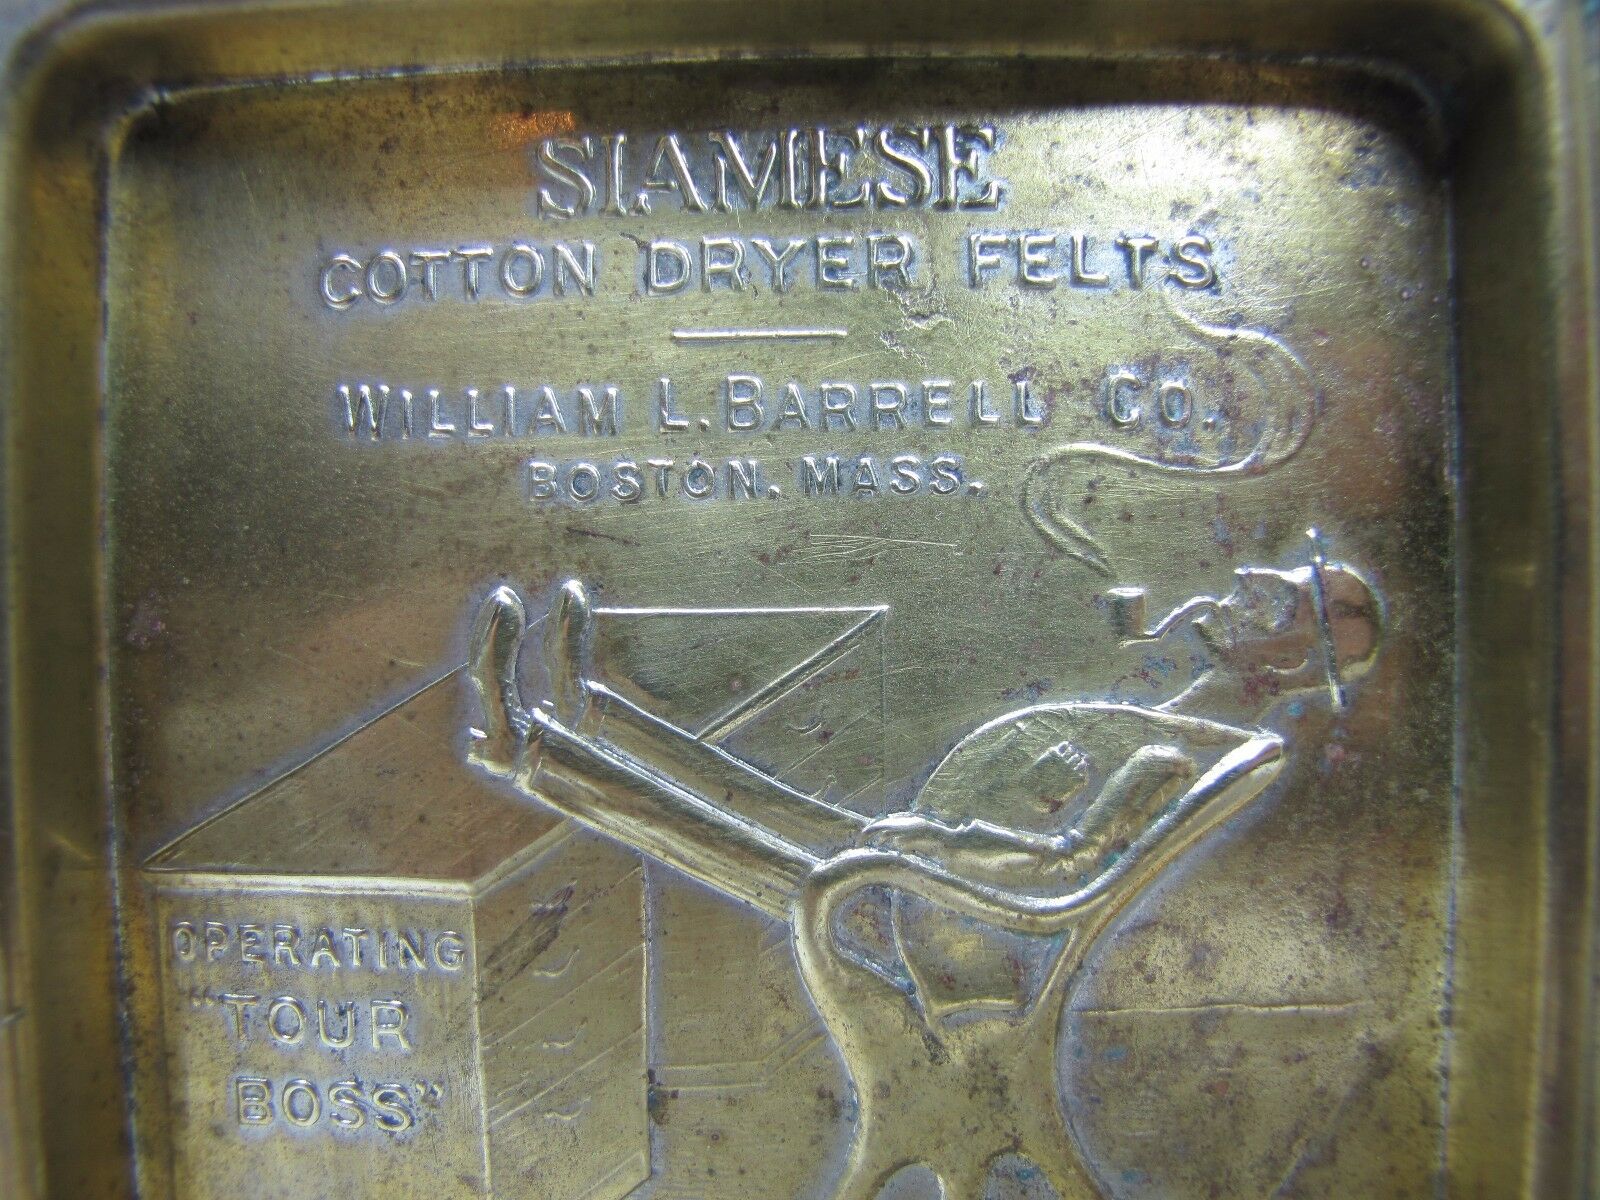 SIAMESE
COTTON DRYER FELTS
WILLIAM L. BARRELL CO.
BOSTON, MASS.
OPERATING
"TOUR
BOSS"